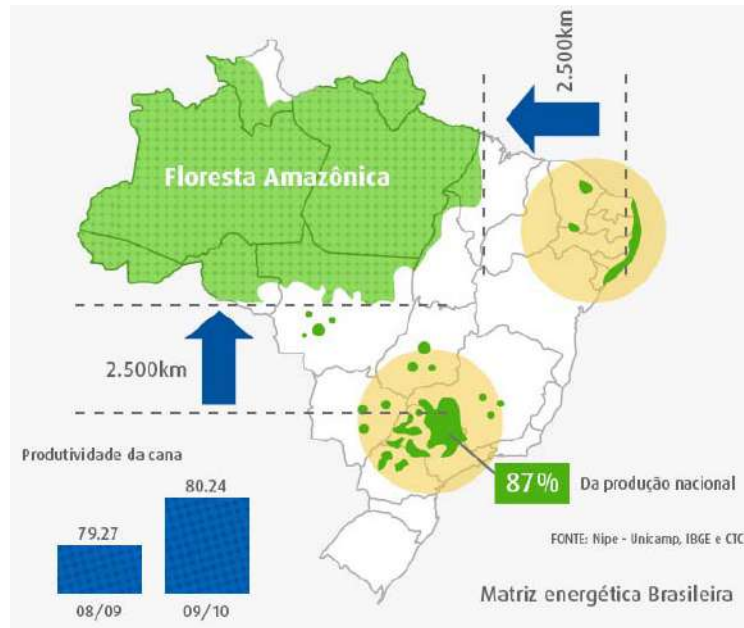 2.500km
Floresta Amazônica
2.500km
Produtividade da cana
80.24
79.27
08/09
09/10
87%
Da produção nacional
FONTE: Nipe - Unicamp, IBGE e CTC
Matriz energética Brasileira